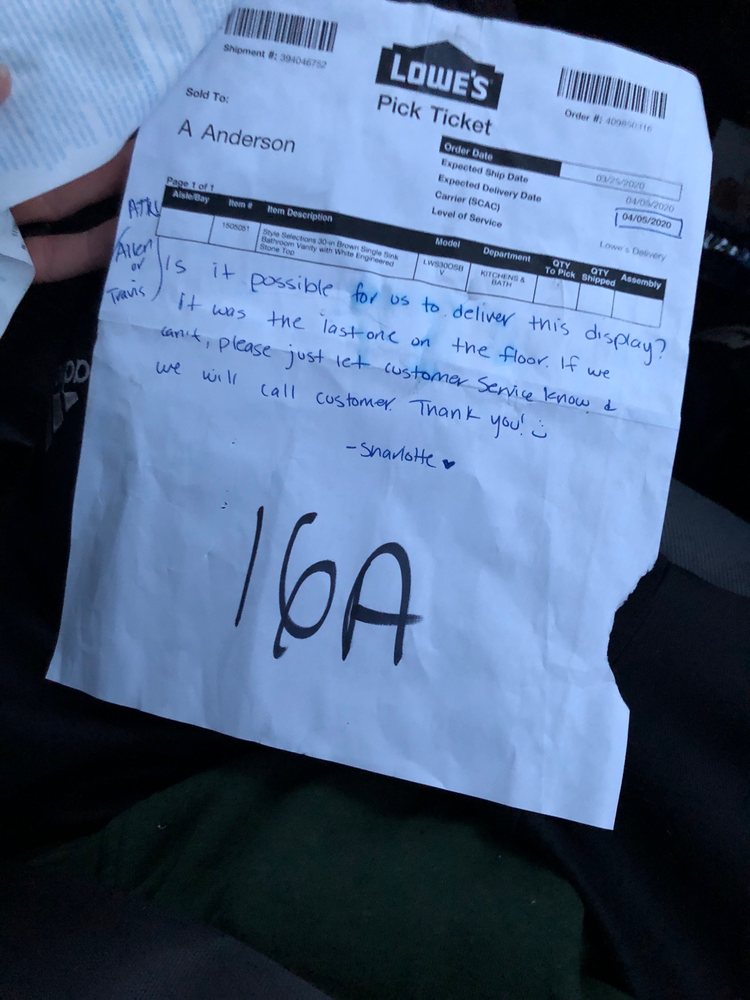 Shipment #: 394046752
LOWE'S
Pick Ticket
Order #: 409850116
Sold To:
A Anderson
Order Date 03/25/2020
Expected Ship Date 04/05/2020
Expected Delivery Date 04/05/2020
Carrier (SCAC)
Level of Service Lowe's Delivery
Page 1 of 1
Aisle/Bay Item # Item Description Model Department QTY To Pick QTY Shipped Assembly
1505051 Style Selections 30-in Brown Single Sink
Bathroom Vanity with White Engineered
Stone Top
LWS30DSB
V
KITCHENS &
BATH
Allen
or
Travis
Is it possible for us to deliver this display?
It was the last one on the floor. If we
can't, please just let customer service know &
we will call customer. Thank you! :)
-Sharlotte ♥
16A